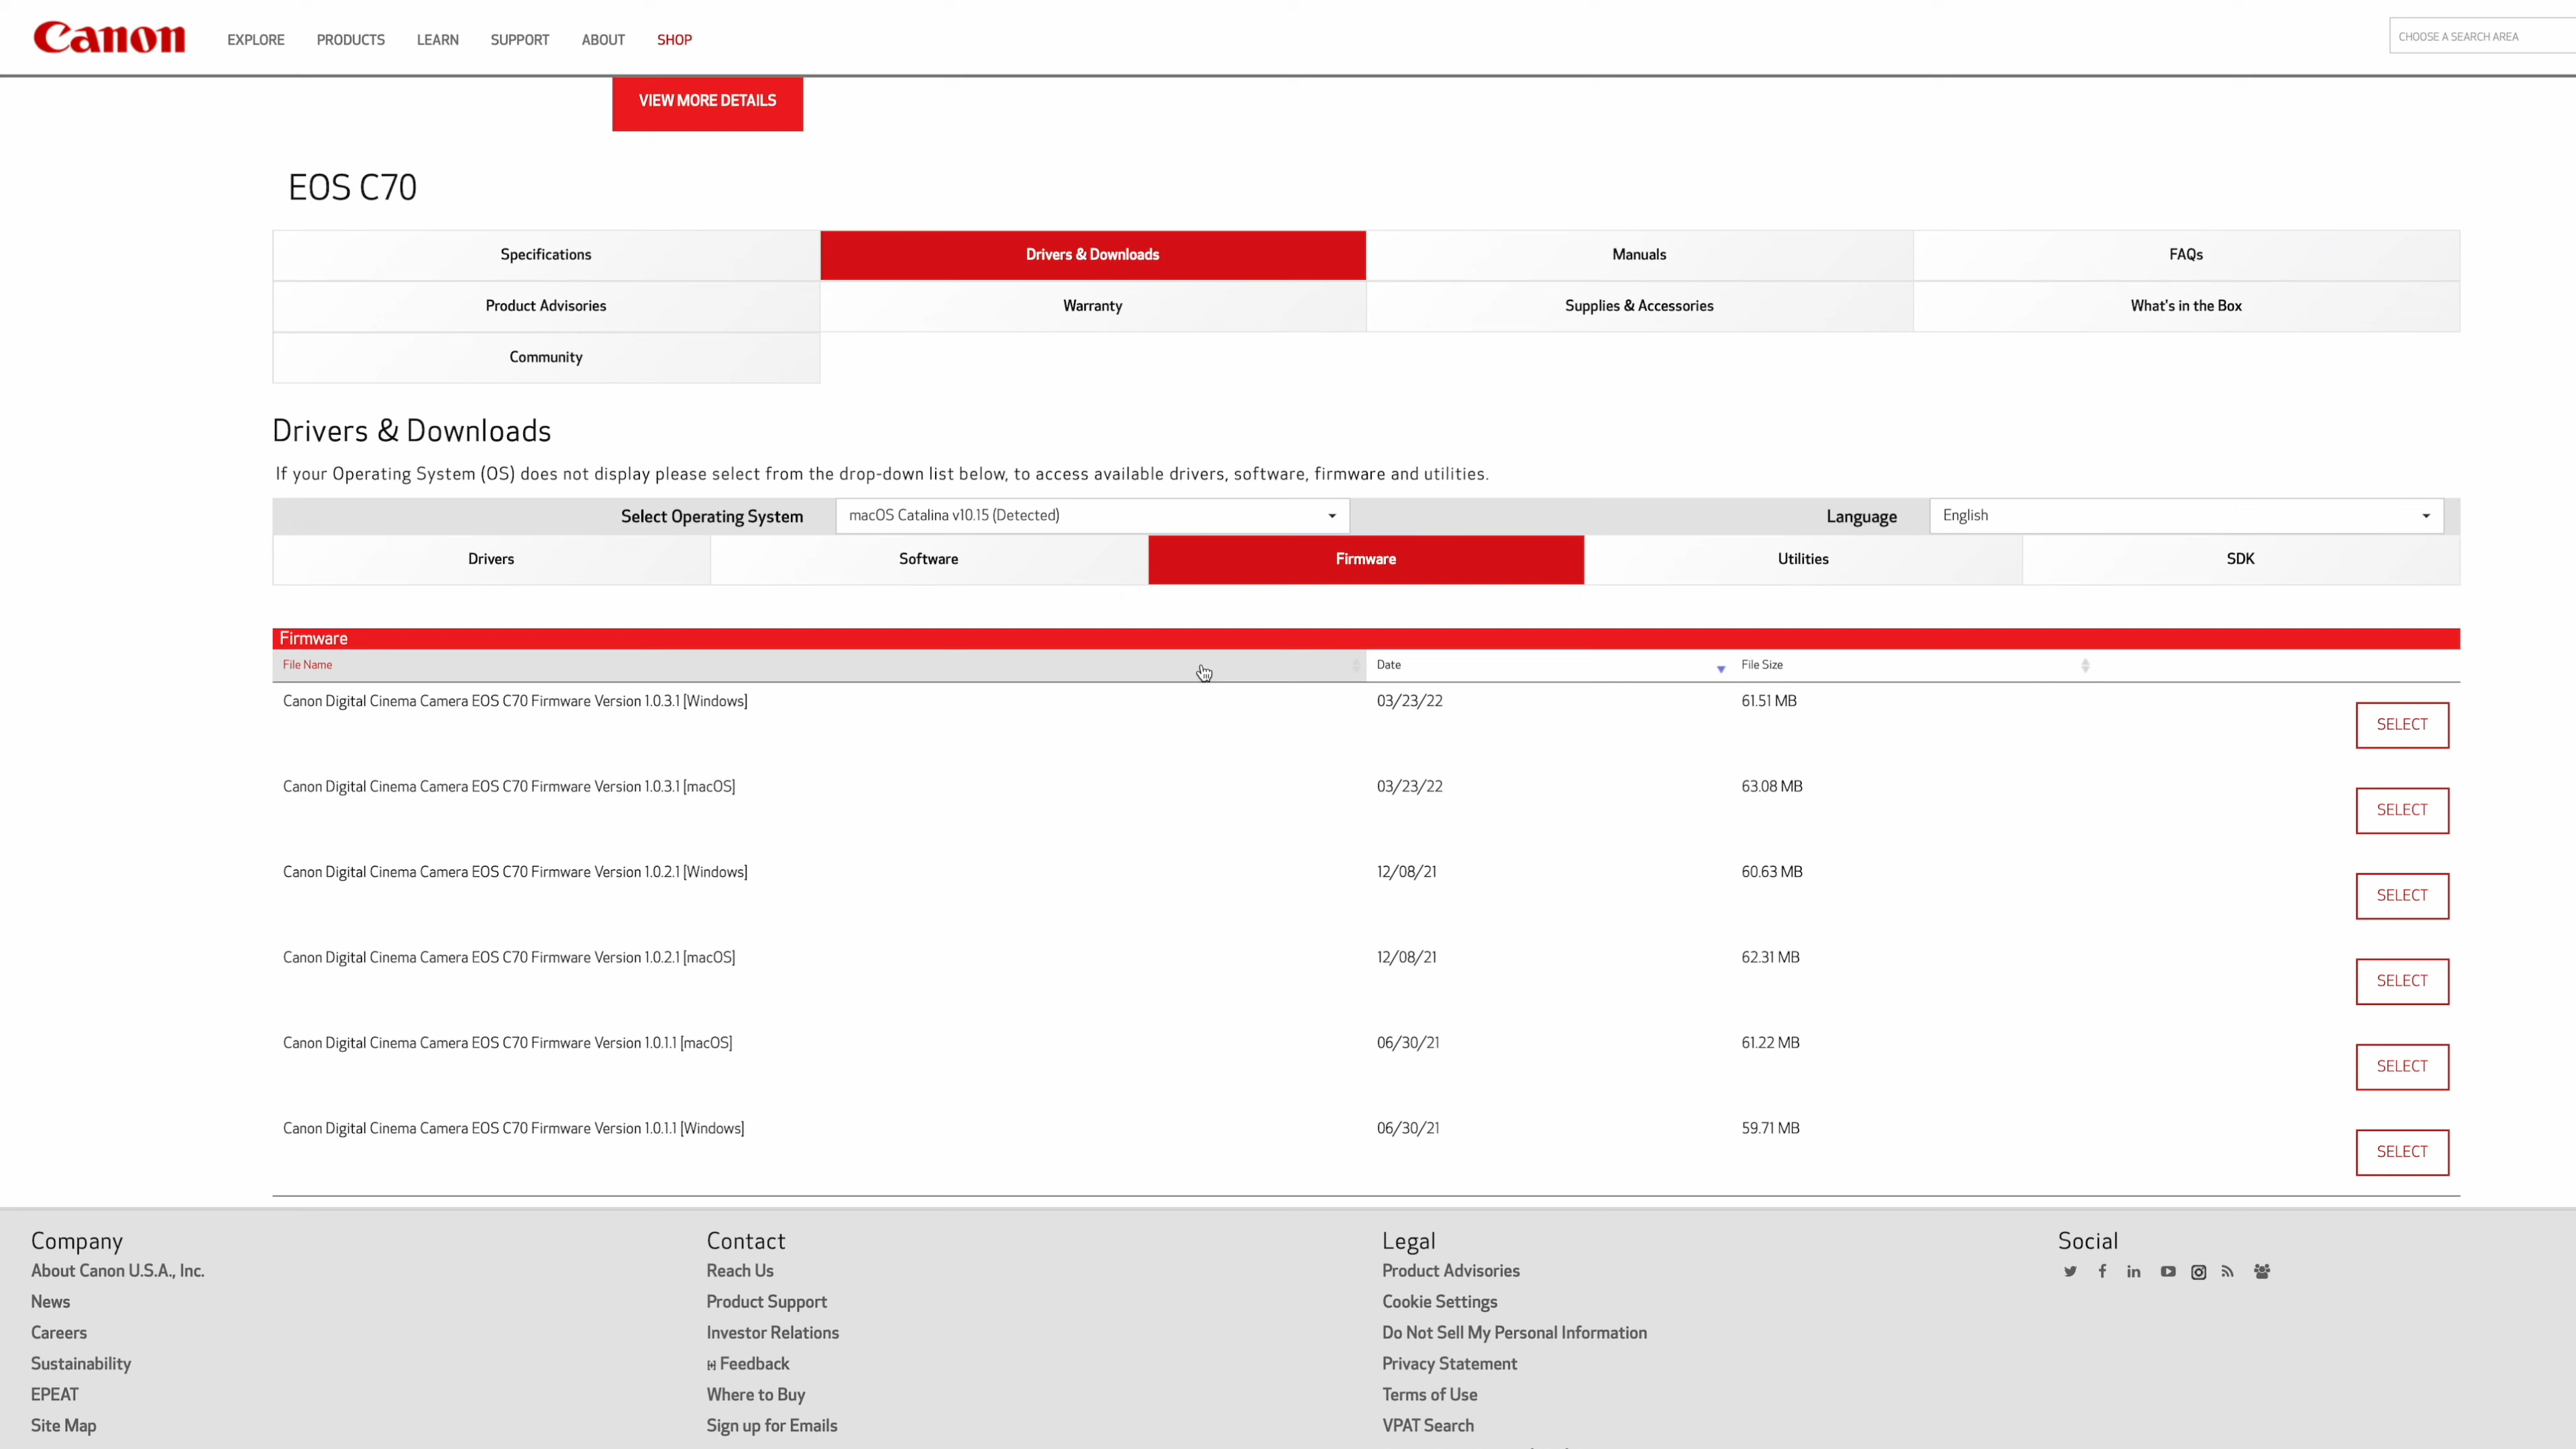 Canon EXPLORE PRODUCTS LEARN SUPPORT ABOUT SHOP CHOOSE A SEARCH AREA
VIEW MORE DETAILS
EOS C70
Specifications Drivers & Downloads Manuals FAQs
Product Advisories Warranty Supplies & Accessories What's in the Box
Community
Drivers & Downloads
If your Operating System (OS) does not display please select from the drop-down list below, to access available drivers, software, firmware and utilities.
Select Operating System macOS Catalina v10.15 (Detected) Language English
Drivers Software Firmware Utilities SDK
Firmware
File Name Date File Size
Canon Digital Cinema Camera EOS C70 Firmware Version 1.0.3.1 [Windows] 03/23/22 61.51 MB
SELECT
Canon Digital Cinema Camera EOS C70 Firmware Version 1.0.3.1 [macOS] 03/23/22 63.08 MB
SELECT
Canon Digital Cinema Camera EOS C70 Firmware Version 1.0.2.1 [Windows] 12/08/21 60.63 MB
SELECT
Canon Digital Cinema Camera EOS C70 Firmware Version 1.0.2.1 [macOS] 12/08/21 62.31 MB
SELECT
Canon Digital Cinema Camera EOS C70 Firmware Version 1.0.1.1 [macOS] 06/30/21 61.22 MB
SELECT
Canon Digital Cinema Camera EOS C70 Firmware Version 1.0.1.1 [Windows] 06/30/21 59.71 MB
SELECT
Company Contact Legal Social
About Canon U.S.A., Inc. Reach Us Product Advisories
News Product Support Cookie Settings
Careers Investor Relations Do Not Sell My Personal Information
Sustainability [+] Feedback Privacy Statement
EPEAT Where to Buy Terms of Use
Site Map Sign up for Emails VPAT Search